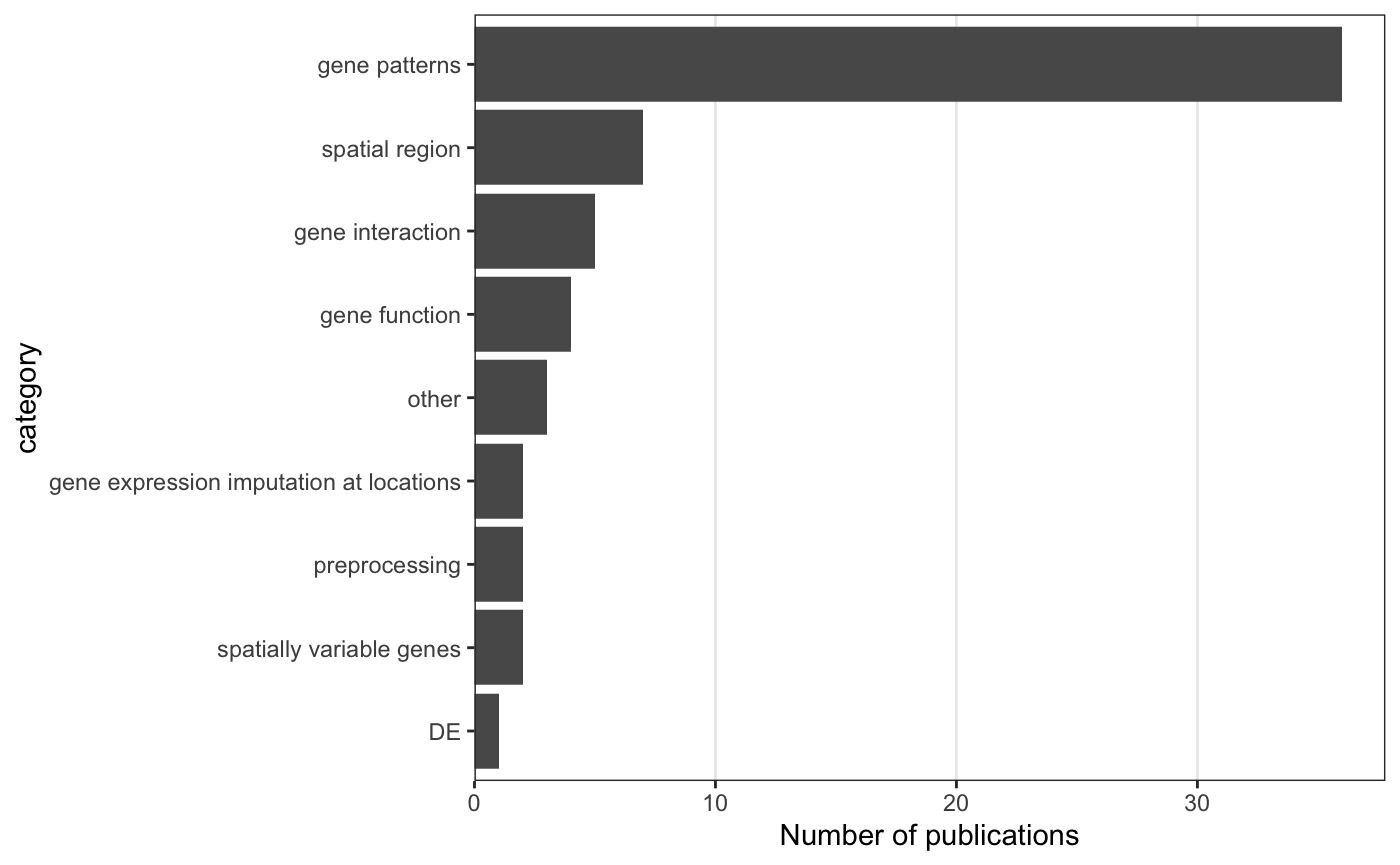 gene patterns
spatial region
gene interaction
gene function
other
gene expression imputation at locations
preprocessing
spatially variable genes
DE
category
0 10 20 30
Number of publications